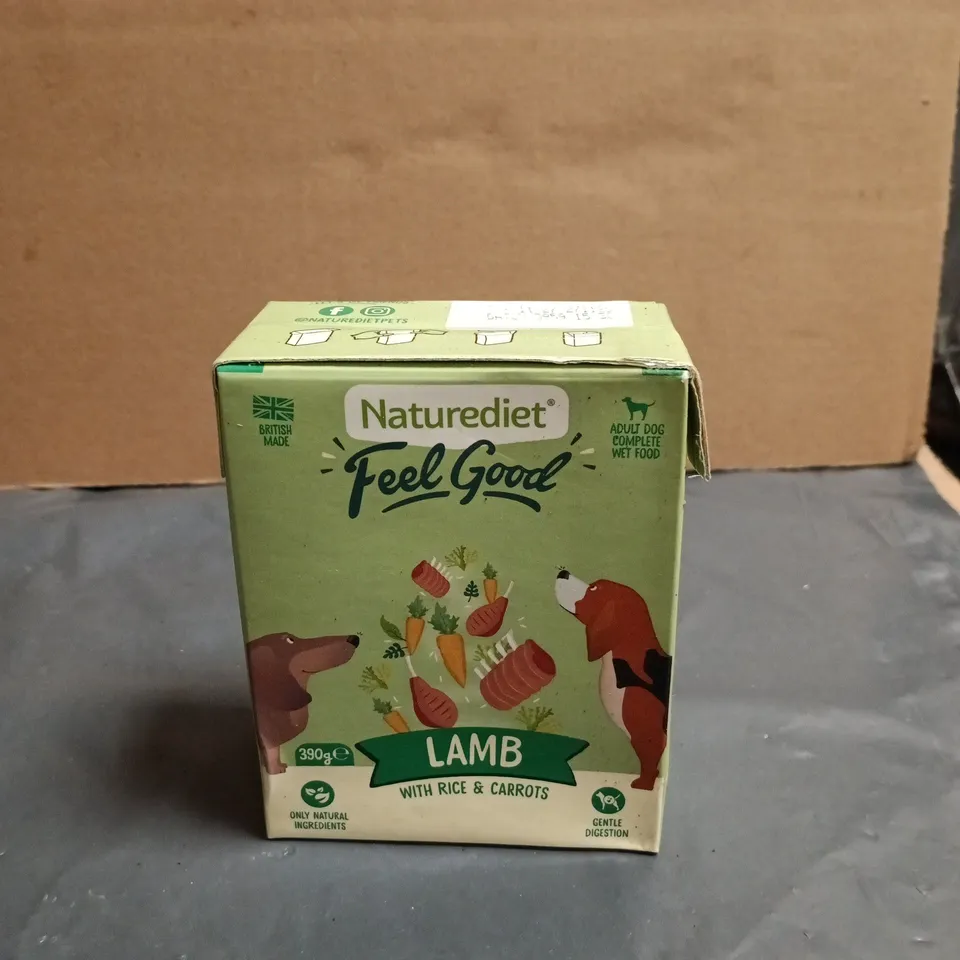 @NATUREDIETPETS
BRITISH
MADE
Naturediet®
Feel Good
ADULT DOG
COMPLETE
WET FOOD
390g℮
LAMB
WITH RICE & CARROTS
ONLY NATURAL
INGREDIENTS
GENTLE
DIGESTION